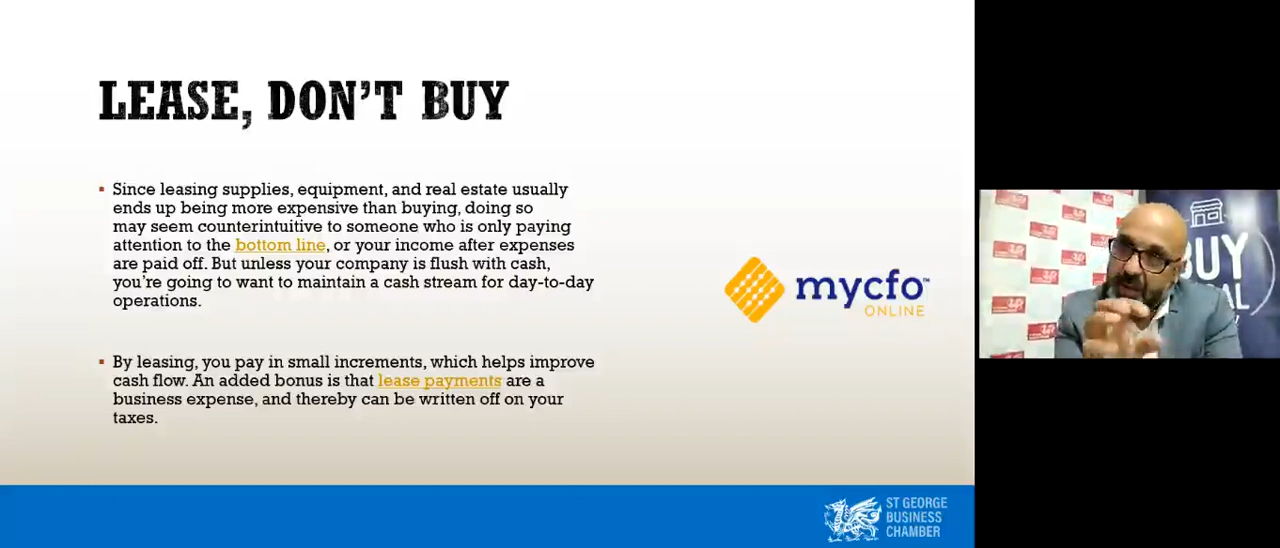 LEASE, DON'T BUY
▪ Since leasing supplies, equipment, and real estate usually
ends up being more expensive than buying, doing so
may seem counterintuitive to someone who is only paying
attention to the bottom line, or your income after expenses
are paid off. But unless your company is flush with cash,
you're going to want to maintain a cash stream for day-to-day
operations.
▪ By leasing, you pay in small increments, which helps improve
cash flow. An added bonus is that lease payments are a
business expense, and thereby can be written off on your
taxes.
mycfo™
ONLINE
ST GEORGE
BUSINESS
CHAMBER
BUY